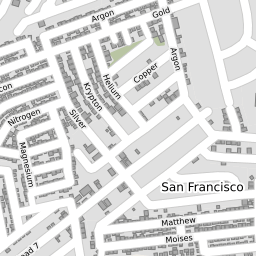 Argon
Gold
Argon
Copper
Helium
Krypton
Nitrogen
Silver
Magnesium
San Francisco
Matthew
Moises